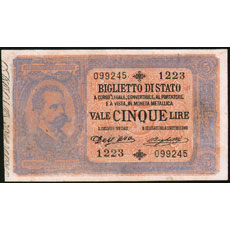 099245 1223
BIGLIETTO DI STATO
A CORSO LEGALE, CONVERTIBILE, AL PORTATORE
E A VISTA, IN MONETA METALLICA
VALE CINQUE LIRE
1223 099245